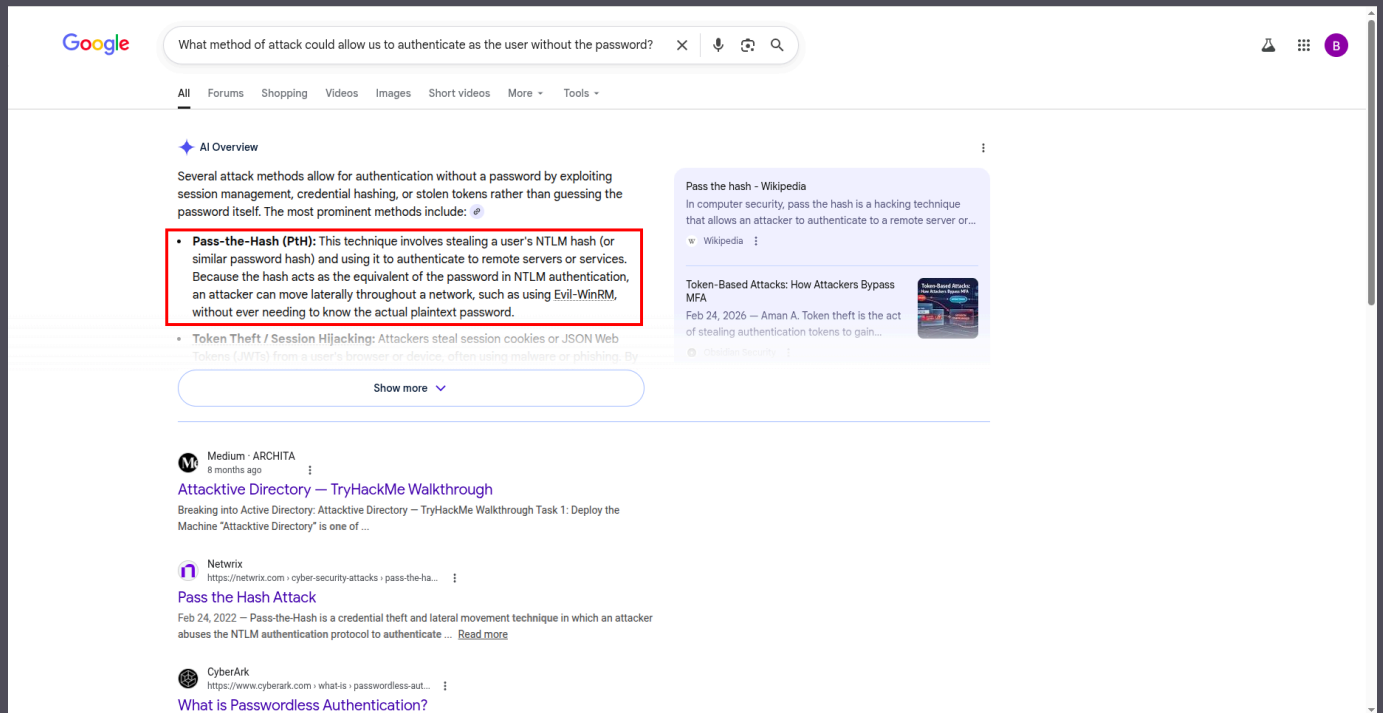 Google
What method of attack could allow us to authenticate as the user without the password?
B
All Forums Shopping Videos Images Short videos More Tools
AI Overview
Several attack methods allow for authentication without a password by exploiting
session management, credential hashing, or stolen tokens rather than guessing the
password itself. The most prominent methods include:
• Pass-the-Hash (PtH): This technique involves stealing a user's NTLM hash (or
similar password hash) and using it to authenticate to remote servers or services.
Because the hash acts as the equivalent of the password in NTLM authentication,
an attacker can move laterally throughout a network, such as using Evil-WinRM,
without ever needing to know the actual plaintext password.
• Token Theft / Session Hijacking: Attackers steal session cookies or JSON Web
Tokens (JWTs) from a user's browser or device, often using malware or phishing. By
Show more
Pass the hash - Wikipedia
In computer security, pass the hash is a hacking technique
that allows an attacker to authenticate to a remote server or...
W Wikipedia
Token-Based Attacks: How Attackers Bypass
MFA
Feb 24, 2026 — Aman A. Token theft is the act
of stealing authentication tokens to gain...
Obsidian Security
Token-Based Attacks:
How Attackers Bypass MFA
Medium · ARCHITA
8 months ago
Attacktive Directory — TryHackMe Walkthrough
Breaking into Active Directory: Attacktive Directory — TryHackMe Walkthrough Task 1: Deploy the
Machine "Attacktive Directory" is one of ...
Netwrix
https://netwrix.com › cyber-security-attacks › pass-the-ha...
Pass the Hash Attack
Feb 24, 2022 — Pass-the-Hash is a credential theft and lateral movement technique in which an attacker
abuses the NTLM authentication protocol to authenticate ... Read more
CyberArk
https://www.cyberark.com › what-is › passwordless-aut...
What is Passwordless Authentication?